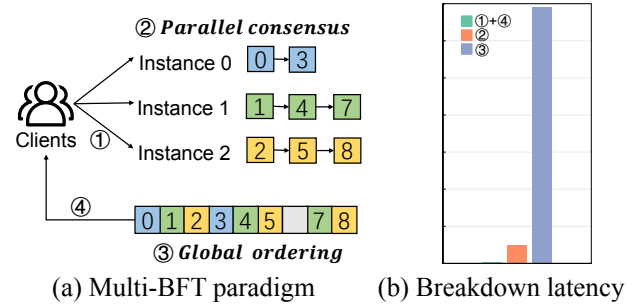 ② Parallel consensus
Instance 0 0 3
Instance 1 1 4 7
Instance 2 2 5 8
Clients
①
④
0 1 2 3 4 5 7 8
③ Global ordering
(a) Multi-BFT paradigm
①+④
②
③
(b) Breakdown latency